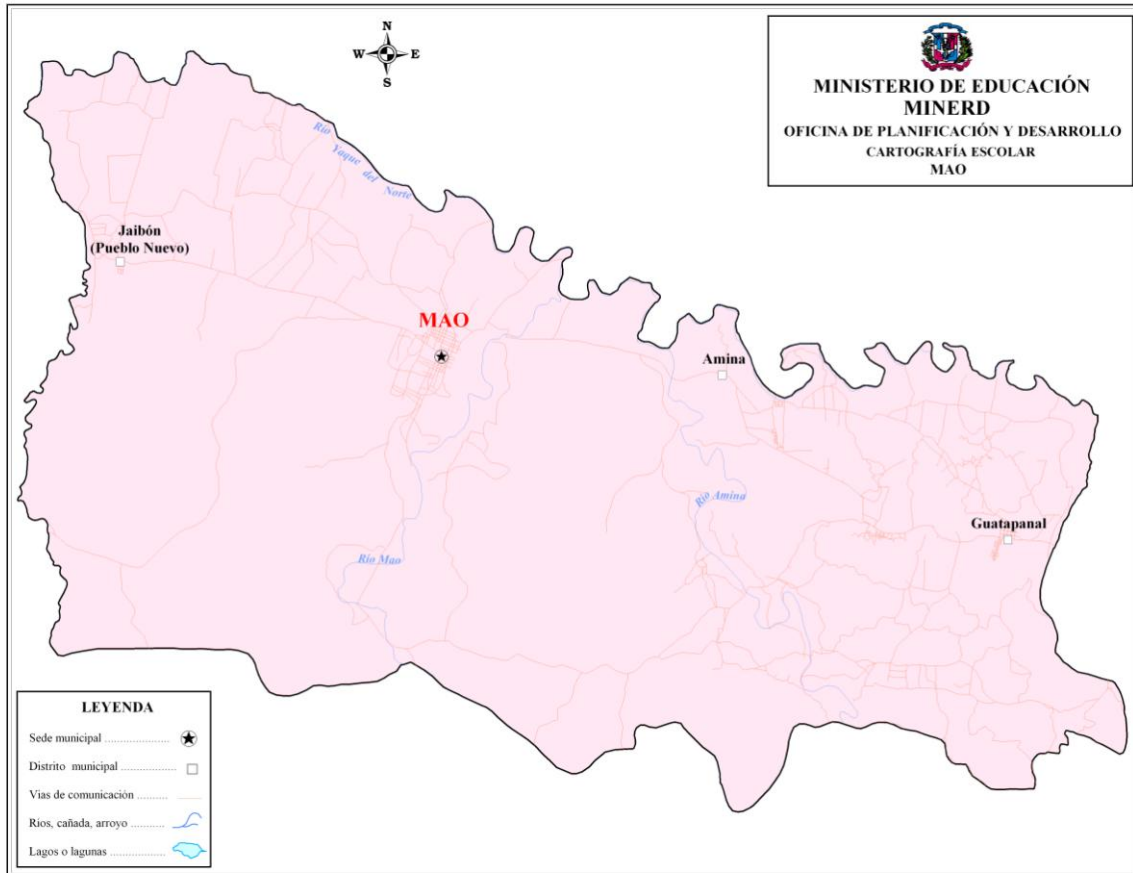 N
W E
S
MINISTERIO DE EDUCACIÓN
MINERD
OFICINA DE PLANIFICACIÓN Y DESARROLLO
CARTOGRAFÍA ESCOLAR
MAO
Río Yaque del Norte
Jaibón
(Pueblo Nuevo)
MAO
Amina
Río Amina
Guatapanal
Río Mao
LEYENDA
Sede municipal ......................
Distrito municipal ......................
Vias de comunicación ..........
Rios, cañada, arroyo ...........
Lagos o lagunas ...................